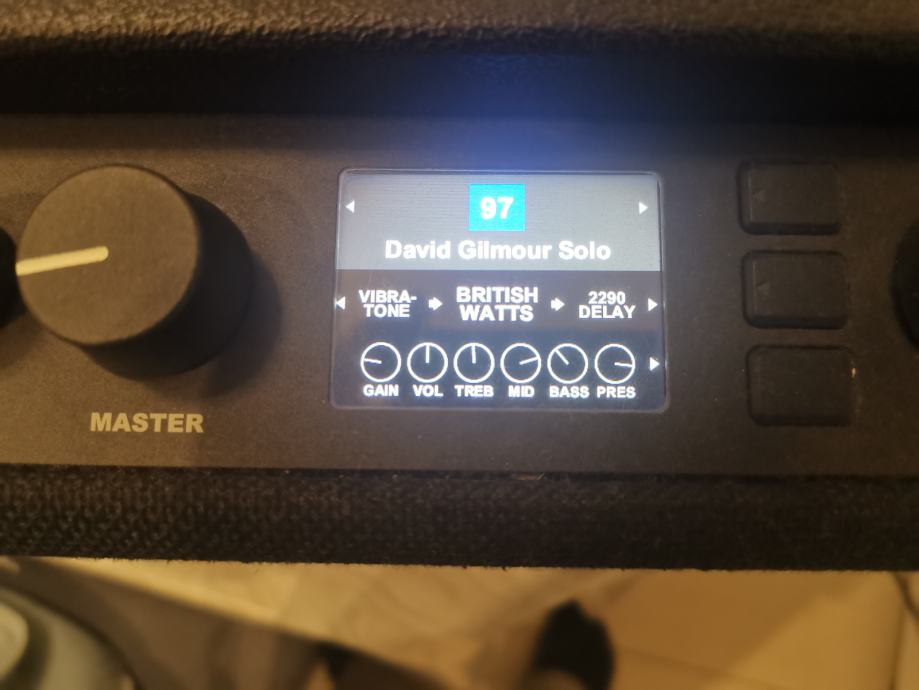 97
David Gilmour Solo
VIBRA-
TONE
BRITISH
WATTS
2290
DELAY
GAIN VOL TREB MID BASS PRES
MASTER